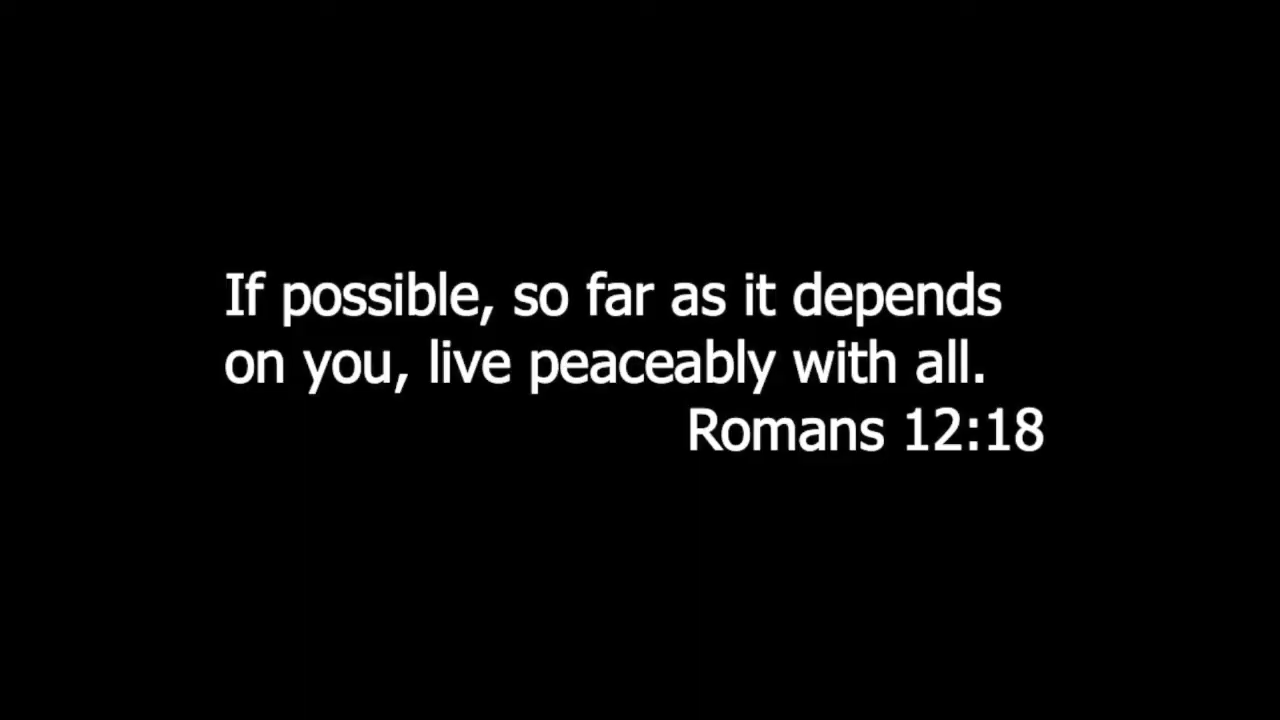 If possible, so far as it depends
on you, live peaceably with all.
Romans 12:18